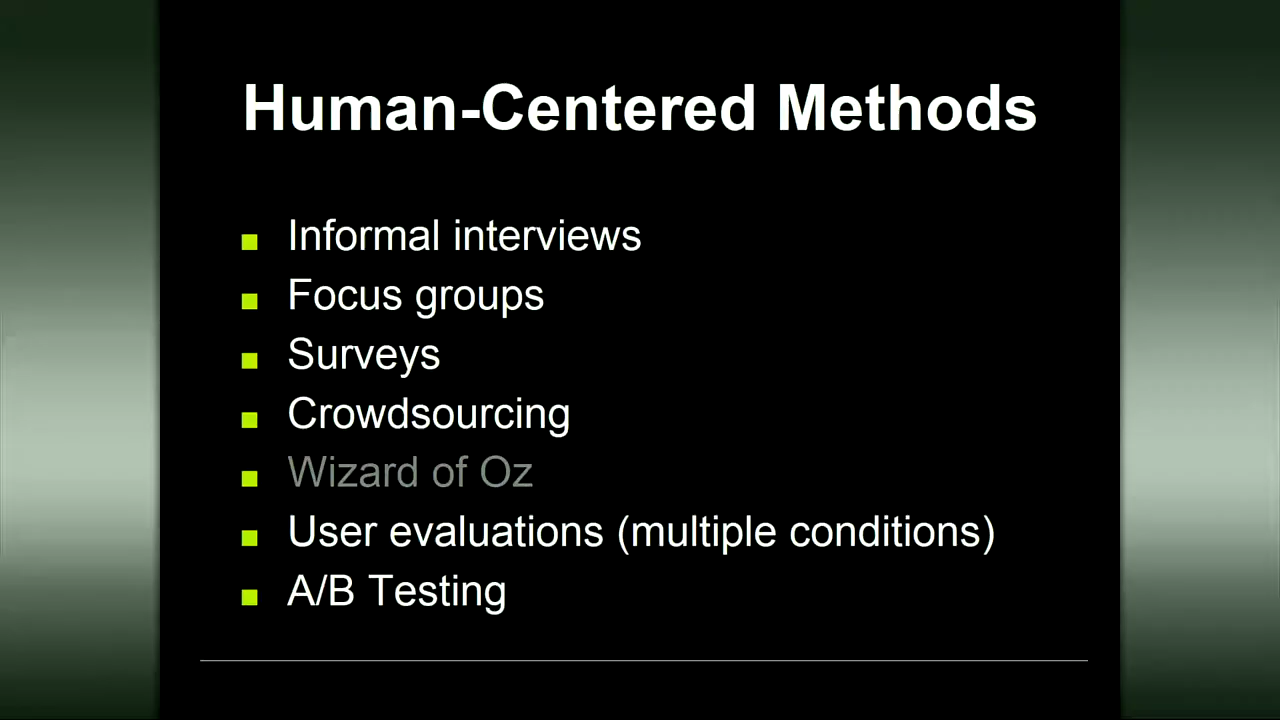 Human-Centered Methods
Informal interviews
Focus groups
Surveys
Crowdsourcing
Wizard of Oz
User evaluations (multiple conditions)
A/B Testing